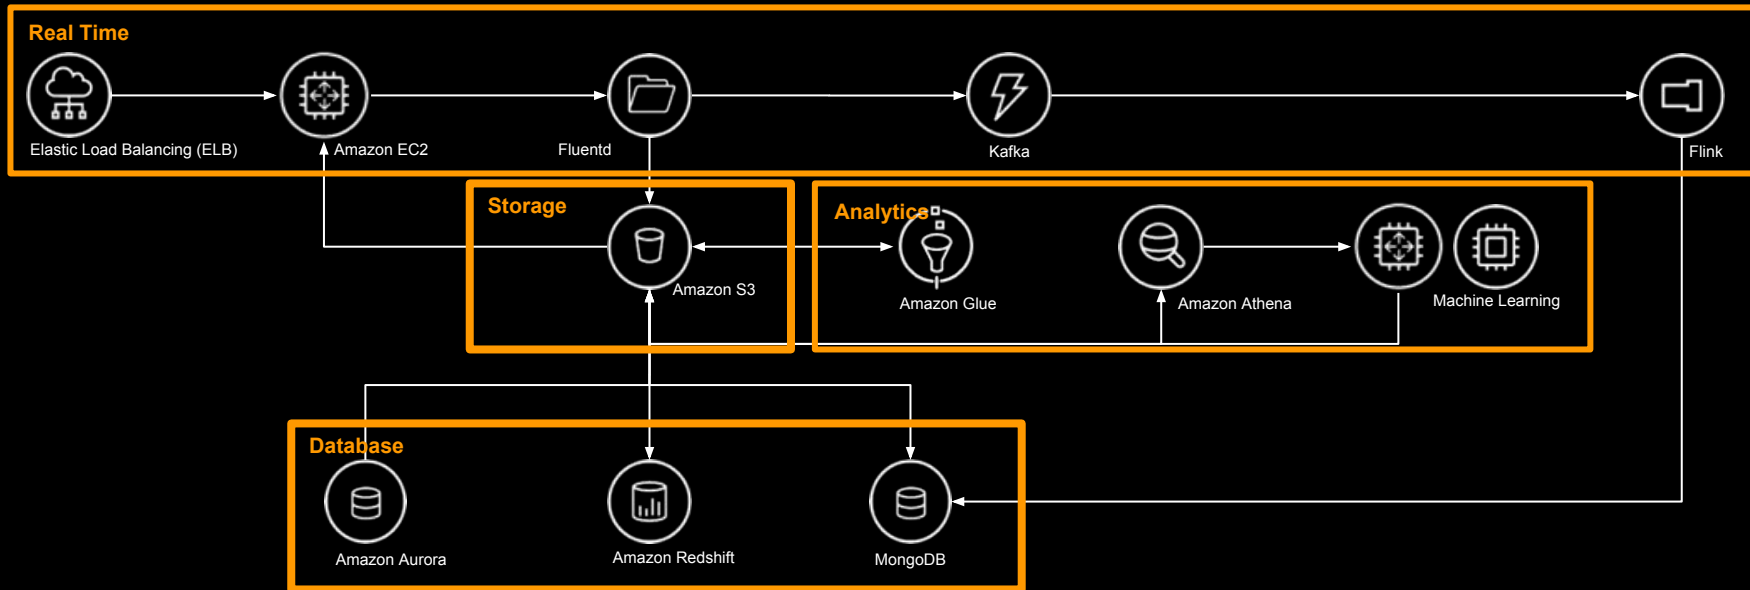 Real Time
Elastic Load Balancing (ELB)
Amazon EC2
Fluentd
Kafka
Flink
Storage
Amazon S3
Analytics
Amazon Glue
Amazon Athena
Machine Learning
Database
Amazon Aurora
Amazon Redshift
MongoDB